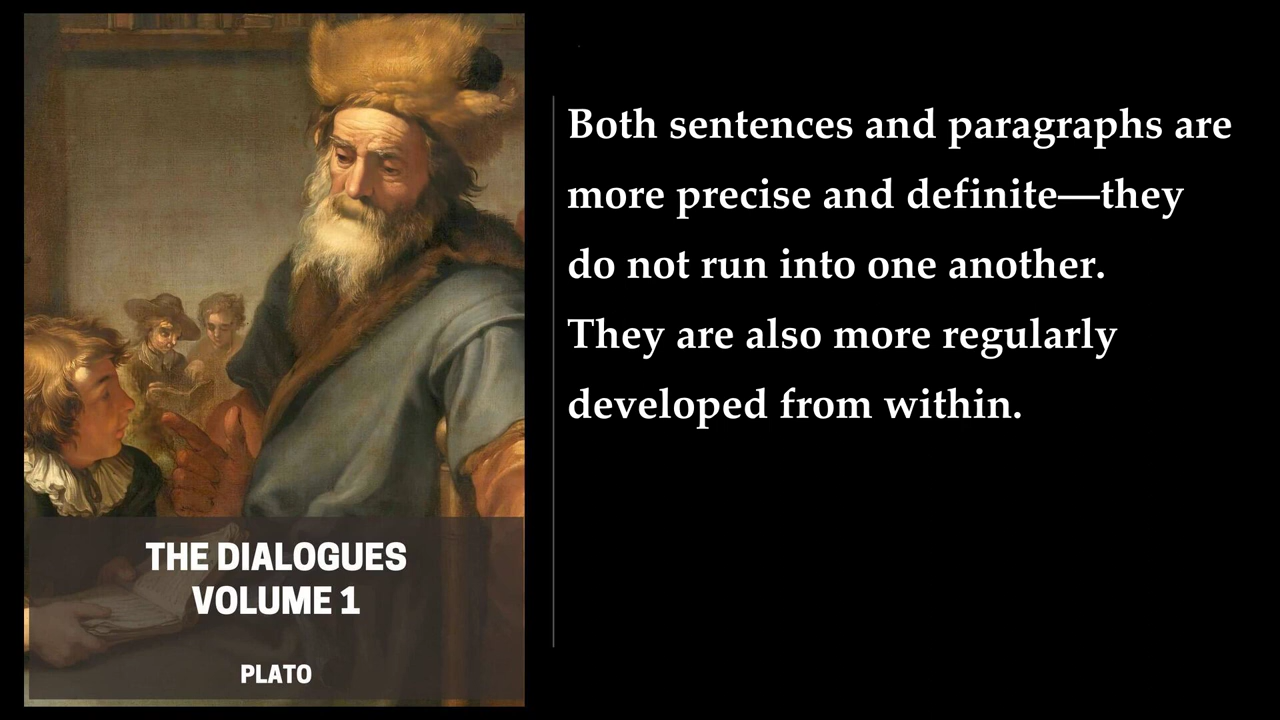 THE DIALOGUES
VOLUME 1
PLATO
Both sentences and paragraphs are
more precise and definite—they
do not run into one another.
They are also more regularly
developed from within.